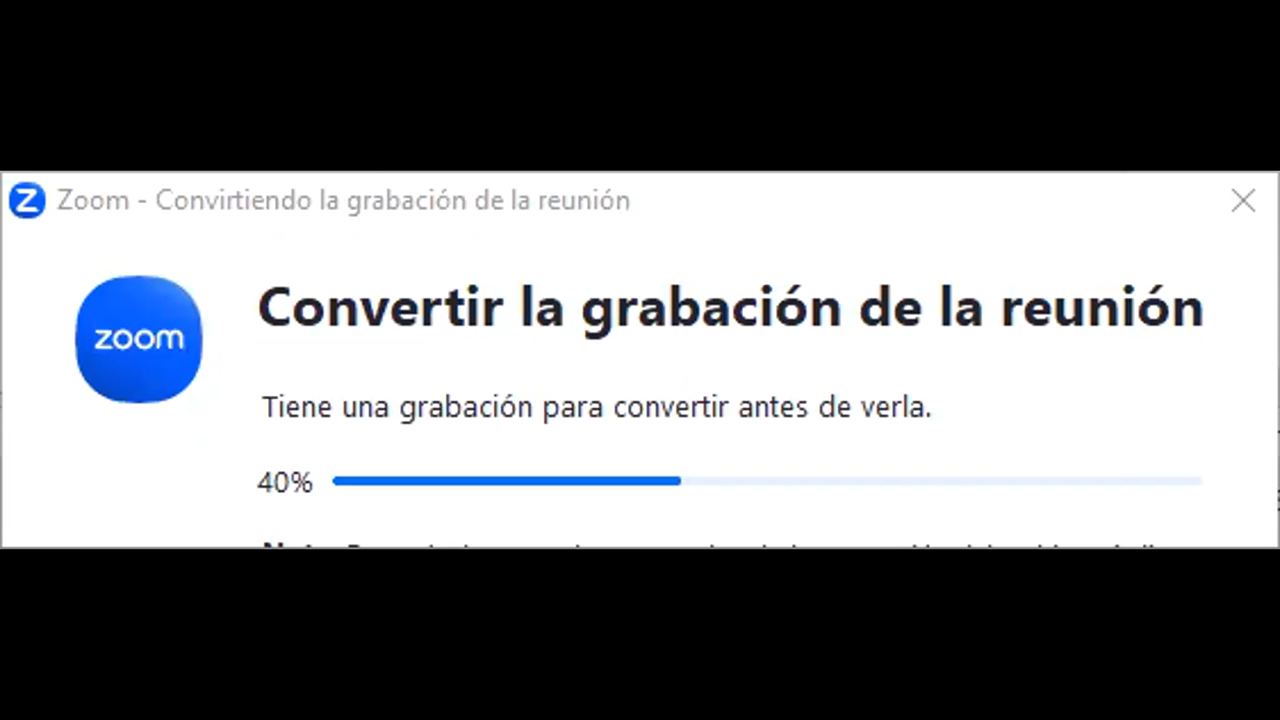 Zoom - Convirtiendo la grabación de la reunión
zoom
Convertir la grabación de la reunión
Tiene una grabación para convertir antes de verla.
40%